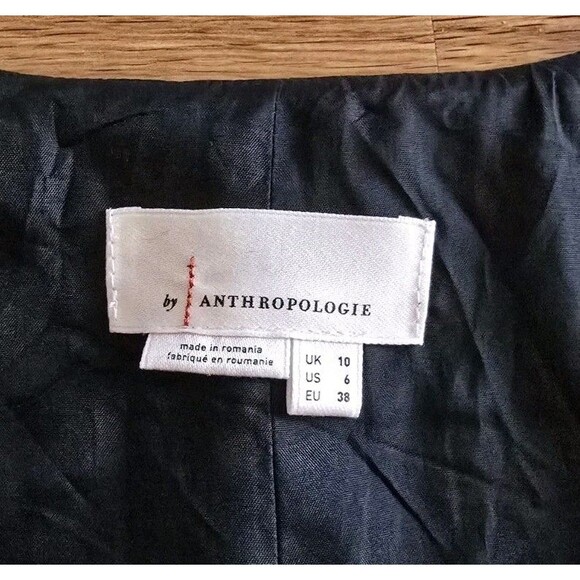 by ANTHROPOLOGIE
made in romania
fabriqué en roumanie
UK 10
US 6
EU 38